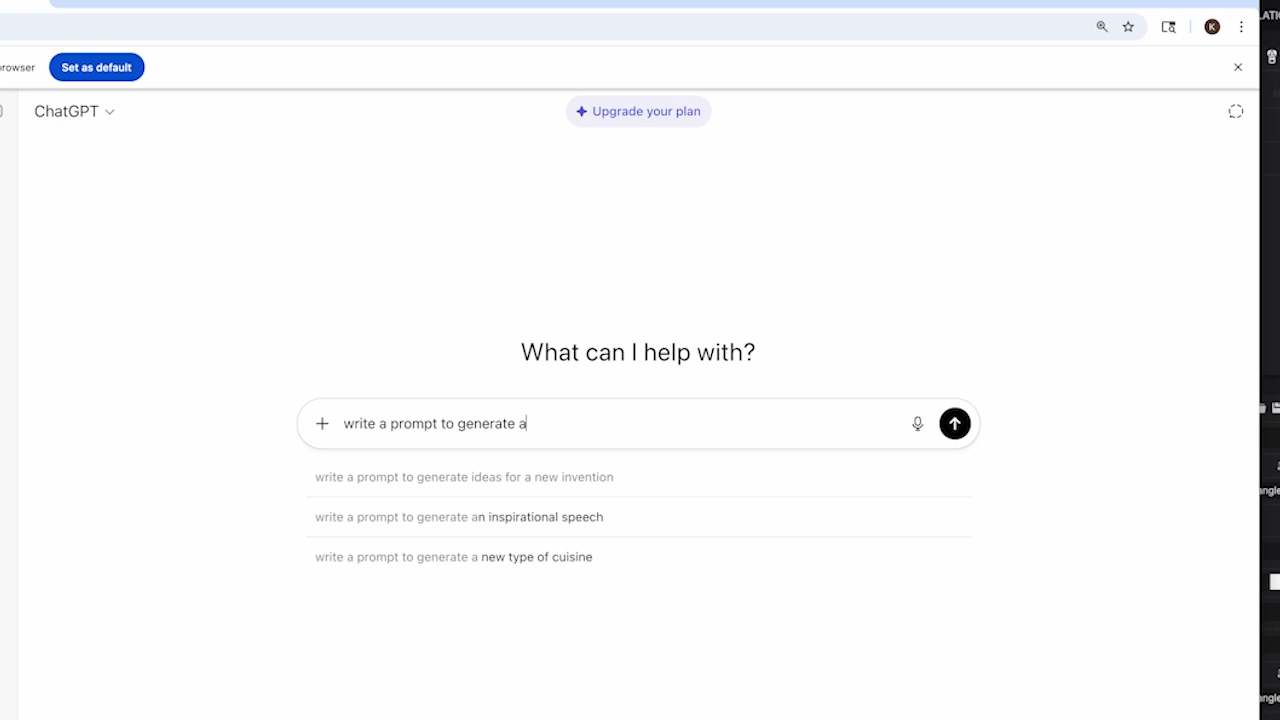 browser
Set as default
K
ChatGPT
Upgrade your plan
What can I help with?
write a prompt to generate a
write a prompt to generate ideas for a new invention
write a prompt to generate an inspirational speech
write a prompt to generate a new type of cuisine